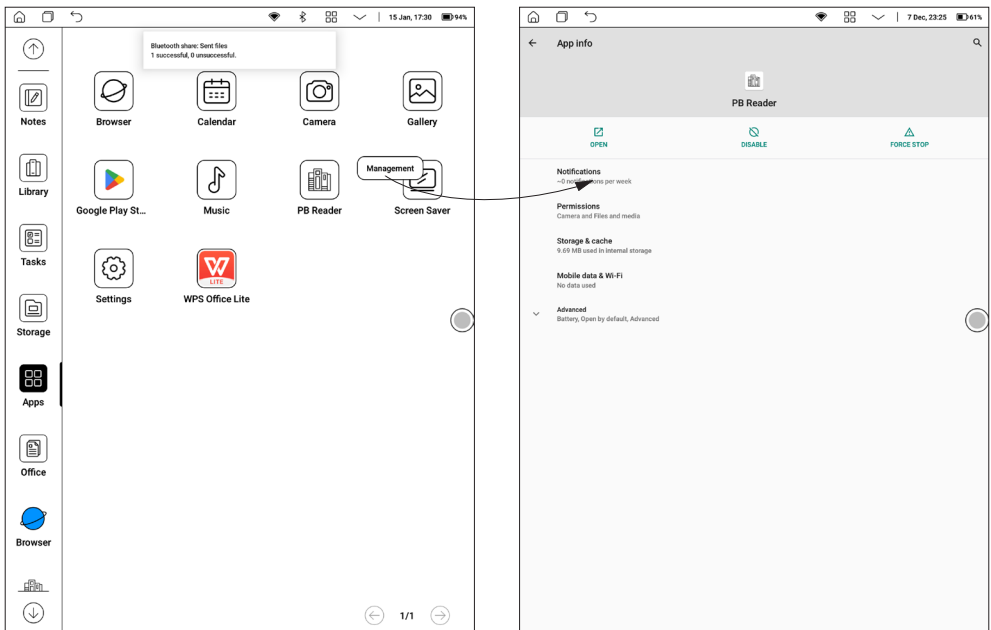 15 Jan, 17:30 94%
Bluetooth share: Sent files
1 successful, 0 unsuccessful.
Notes
Library
Tasks
Storage
Apps
Office
Browser
Browser Calendar Camera Gallery
Management
Google Play St... Music PB Reader Screen Saver
Settings WPS Office Lite
LITE
1/1
7 Dec, 23:25 61%
App info
PB Reader
OPEN DISABLE FORCE STOP
Notifications
~0 notifications per week
Permissions
Camera and Files and media
Storage & cache
9.69 MB used in internal storage
Mobile data & Wi-Fi
No data used
Advanced
Battery, Open by default, Advanced